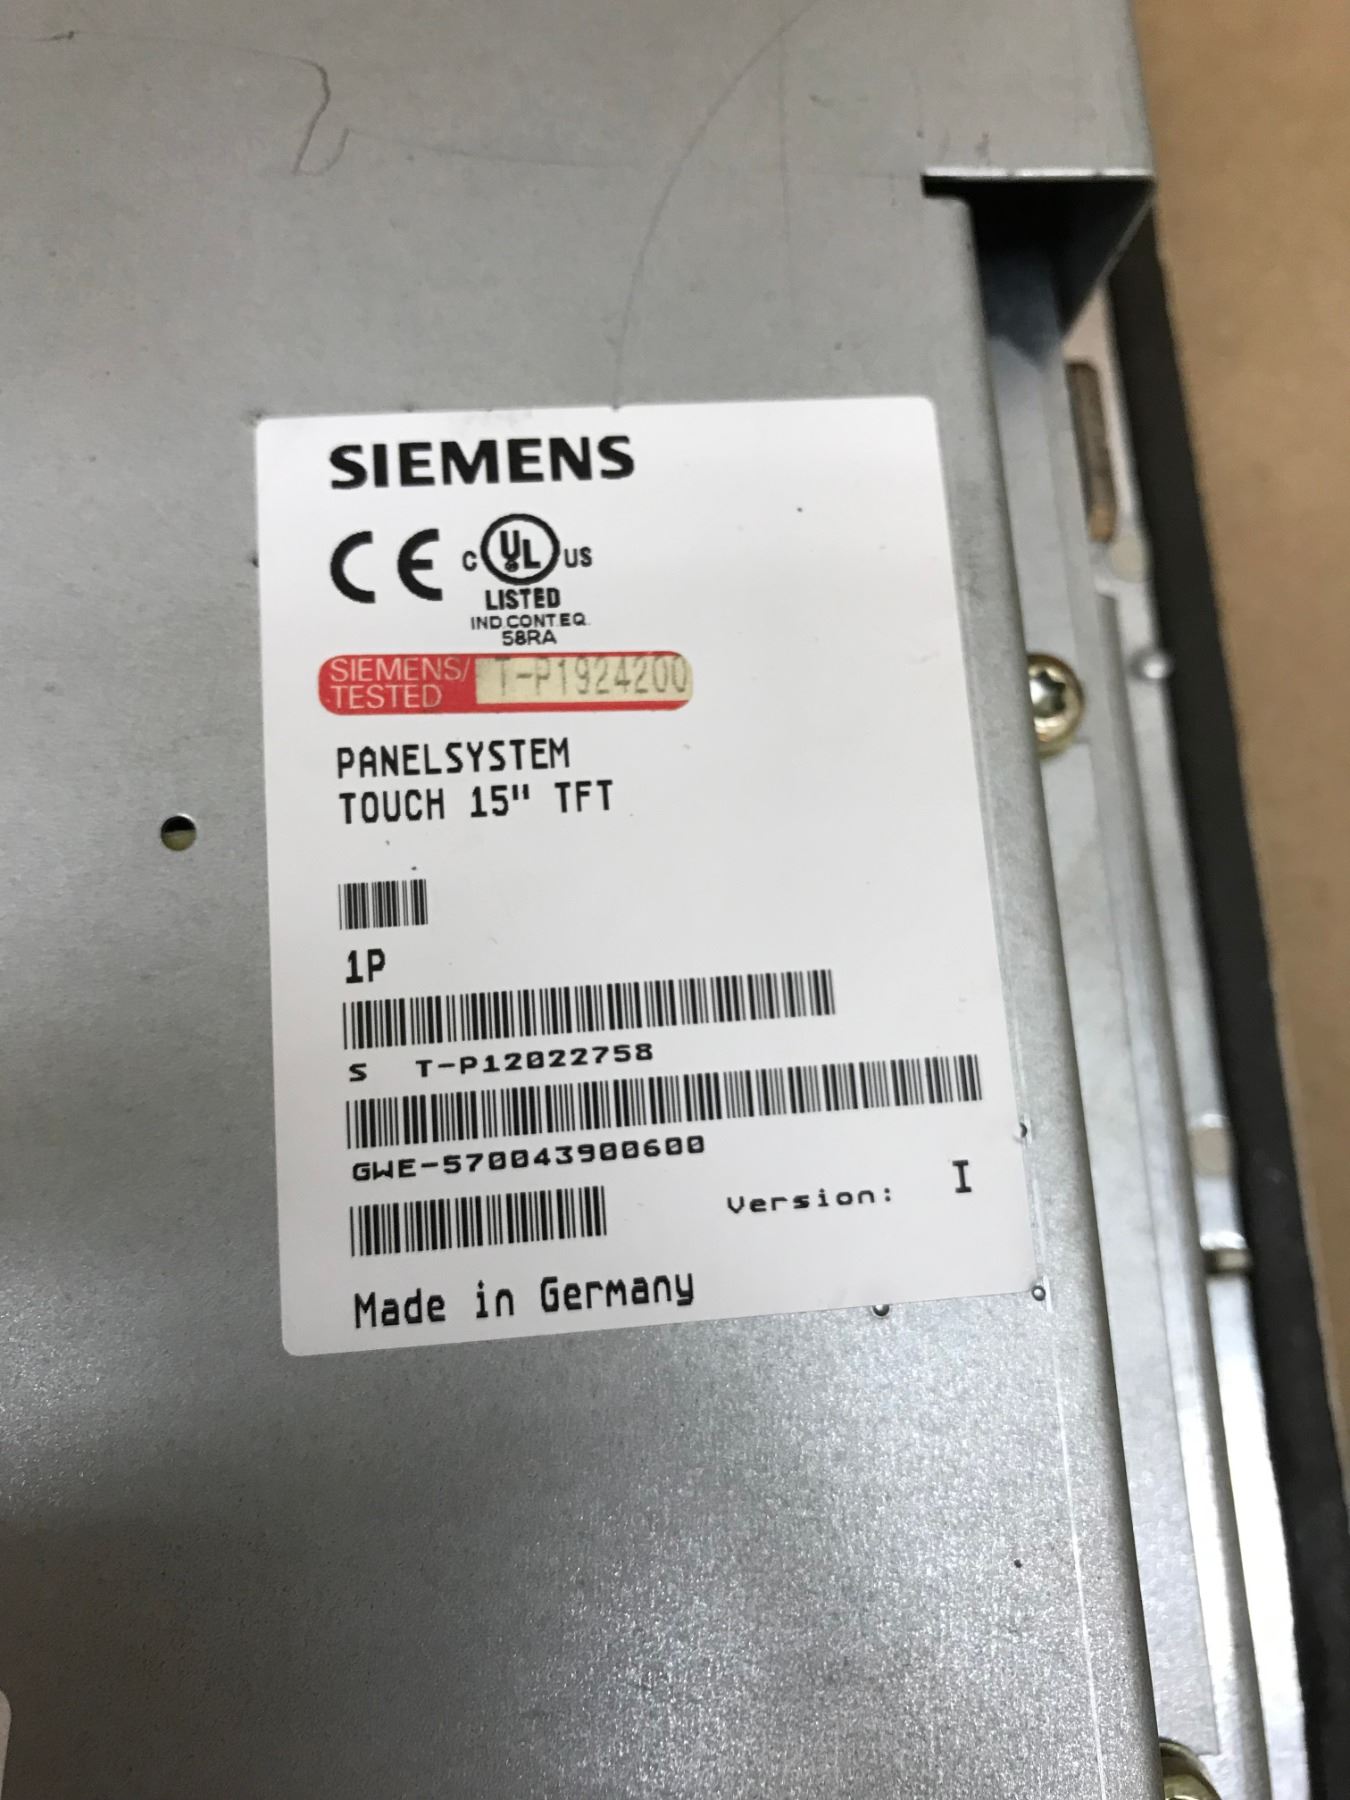 SIEMENS
CE C UL US
LISTED
IND.CONT.EQ.
58RA
SIEMENS/ T-P1924200
TESTED
PANELSYSTEM
TOUCH 15" TFT
1P
S T-P12022758
GWE-570043900600
Version: I
Made in Germany